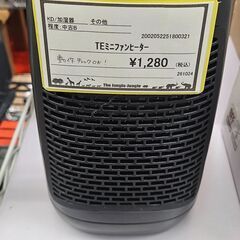 KD/加湿器 その他
程度:中古B
2002052251800321
TEミニファンヒーター
動作チェックOK!
¥1,280 (税込)
261024
The Jungle Jungle